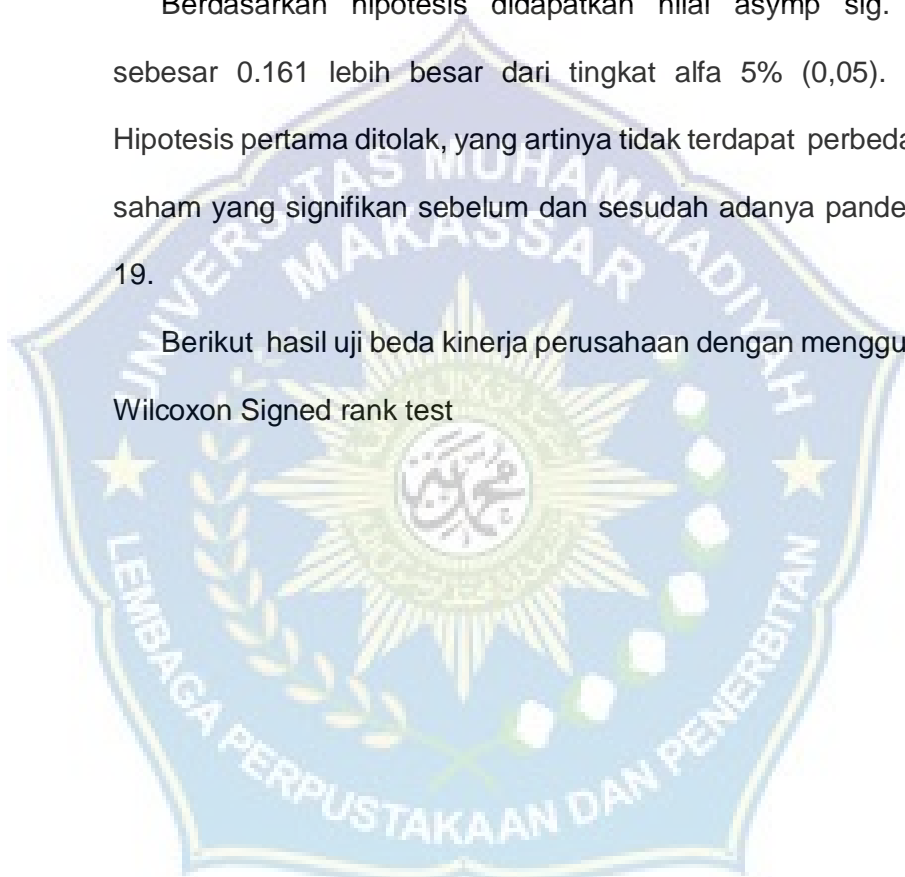 Berdasarkan hipotesis didapatkan nilai asymp sig.
sebesar 0.161 lebih besar dari tingkat alfa 5% (0,05).
Hipotesis pertama ditolak, yang artinya tidak terdapat perbeda
saham yang signifikan sebelum dan sesudah adanya pande
19.
Berikut hasil uji beda kinerja perusahaan dengan menggu
Wilcoxon Signed rank test
UNIVERSITAS MUHAMMADIYAH
MAKASSAR
LEMBAGA PERPUSTAKAAN DAN PENERBITAN